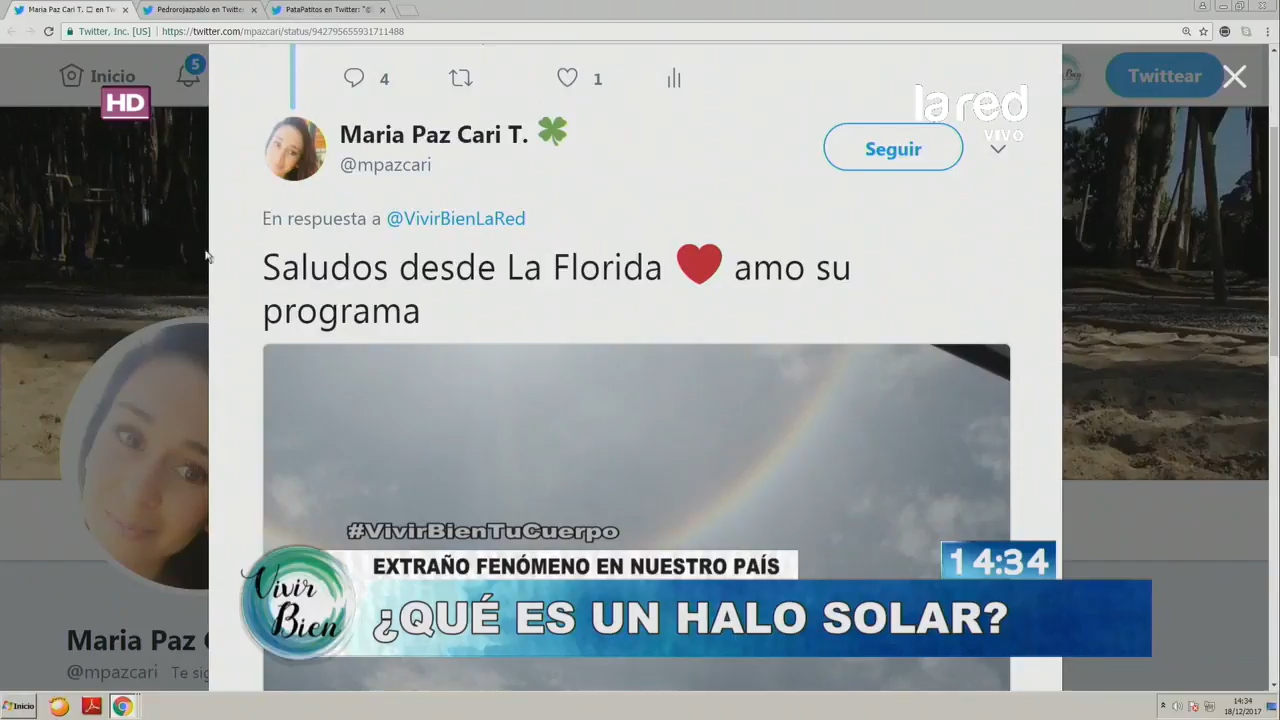 Maria Paz Cari T. en Tw
Pedrorojazpablo en Twitte
PataPatitos en Twitter: "@
Twitter, Inc. [US]
https://twitter.com/mpazcari/status/942795655931711488
Inicio
5
4
1
Twittear
HD
la red
VIVO
Maria Paz Cari T.
@mpazcari
Seguir
En respuesta a @VivirBienLaRed
Saludos desde La Florida ❤ amo su
programa
#VivirBienTuCuerpo
EXTRAÑO FENÓMENO EN NUESTRO PAÍS
14:34
Vivir
Bien
¿QUÉ ES UN HALO SOLAR?
Maria Paz C
@mpazcari
Te sig
Inicio
14:34
18/12/2017